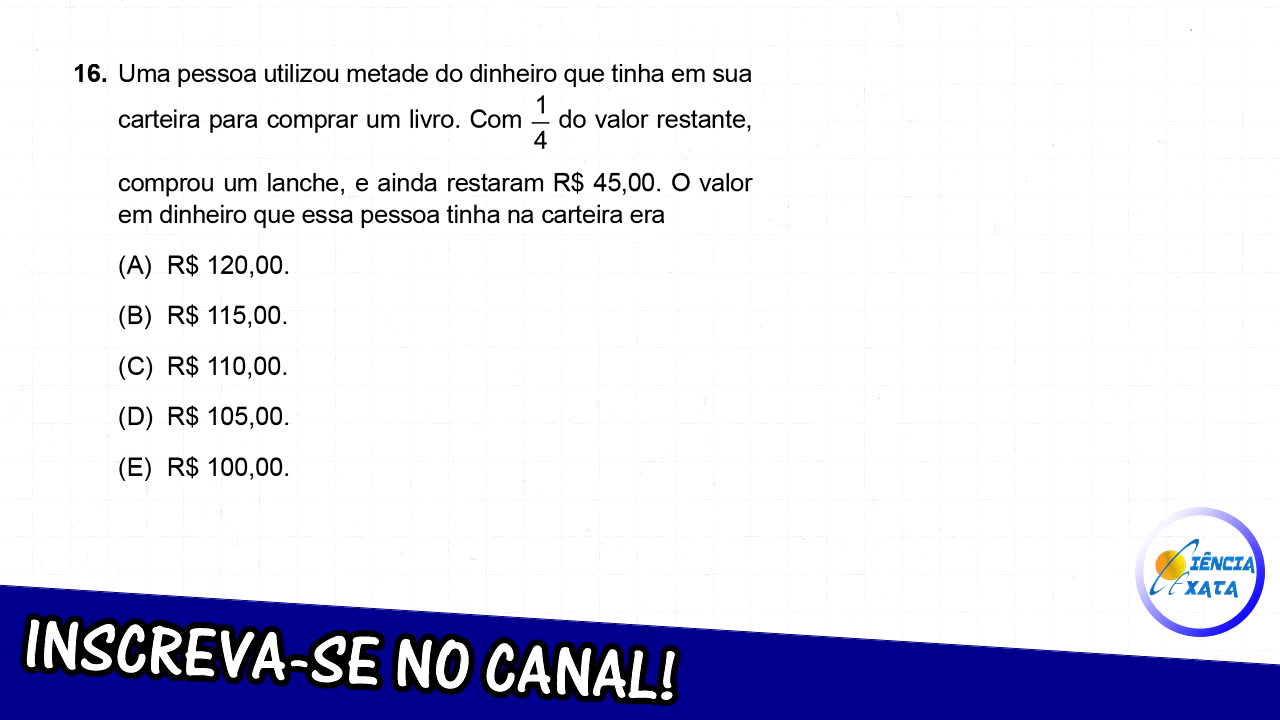 16. Uma pessoa utilizou metade do dinheiro que tinha em sua
carteira para comprar um livro. Com 1/4 do valor restante,
comprou um lanche, e ainda restaram R$ 45,00. O valor
em dinheiro que essa pessoa tinha na carteira era
(A) R$ 120,00.
(B) R$ 115,00.
(C) R$ 110,00.
(D) R$ 105,00.
(E) R$ 100,00.
CIÊNCIA
EXATA
INSCREVA-SE NO CANAL!